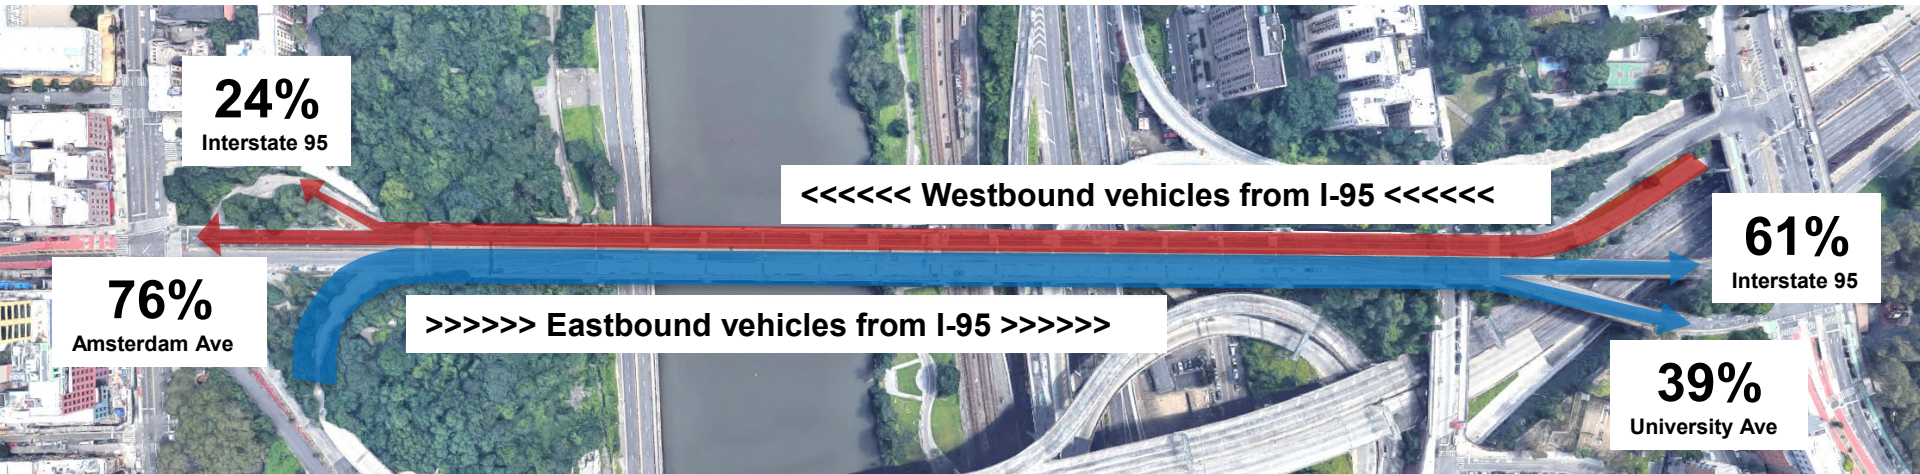 24%
Interstate 95
<<<<<< Westbound vehicles from I-95 <<<<<<
61%
Interstate 95
76%
Amsterdam Ave
>>>>>> Eastbound vehicles from I-95 >>>>>>
39%
University Ave